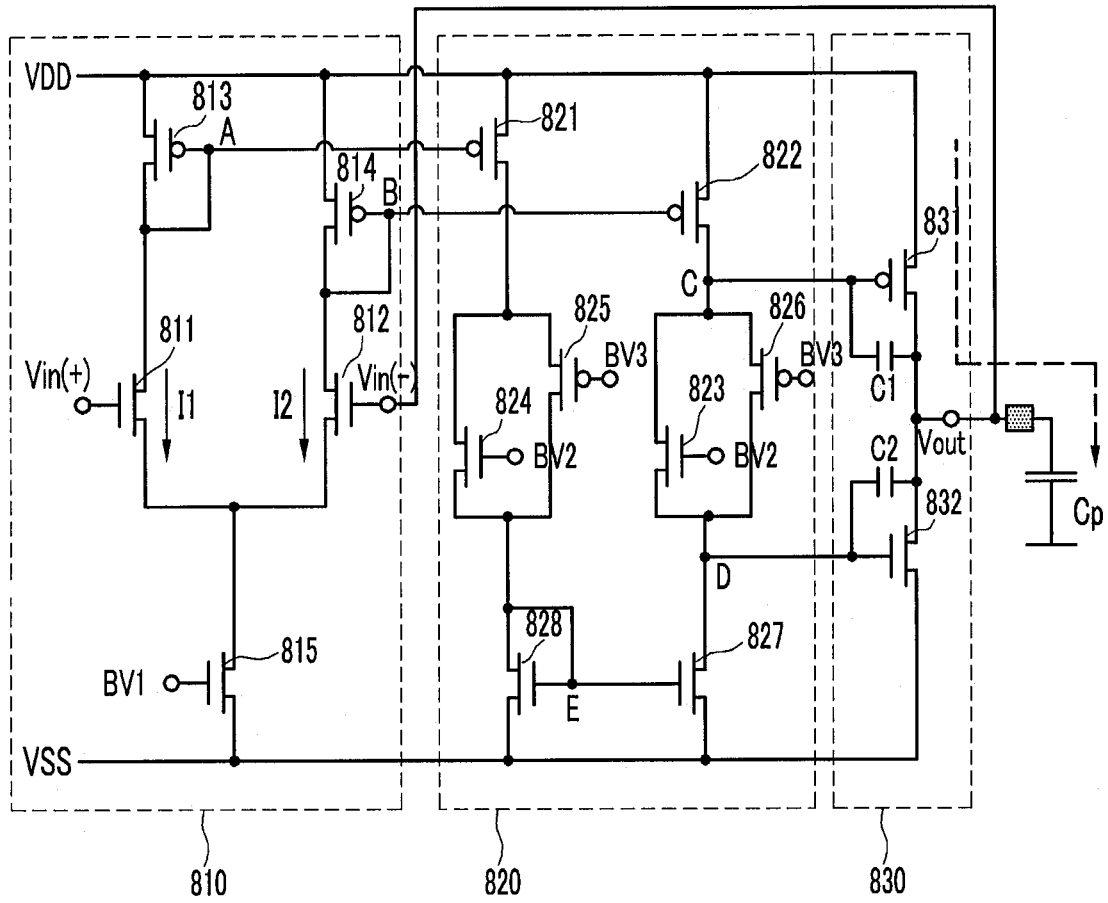 VDD
813
A
814
B
821
822
831
C
811
812
Vin(+)
I1
I2
Vin(-)
825
BV3
826
BV3
C1
824
BV2
823
BV2
Vout
C2
832
Cp
D
828
827
815
BV1
E
VSS
810
820
830